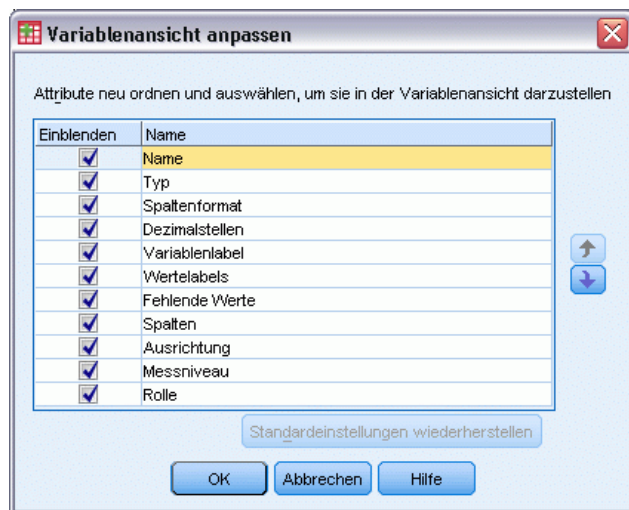 Variablenansicht anpassen
Attribute neu ordnen und auswählen, um sie in der Variablenansicht darzustellen
Einblenden Name
Name
Typ
Spaltenformat
Dezimalstellen
Variablenlabel
Wertelabels
Fehlende Werte
Spalten
Ausrichtung
Messniveau
Rolle
Standardeinstellungen wiederherstellen
OK Abbrechen Hilfe